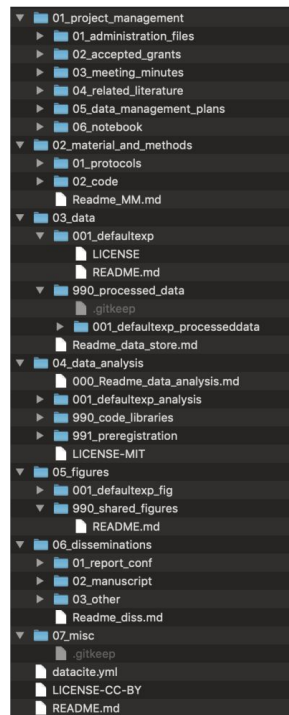 01_project_management
01_administration_files
02_accepted_grants
03_meeting_minutes
04_related_literature
05_data_management_plans
06_notebook
02_material_and_methods
01_protocols
02_code
Readme_MM.md
03_data
001_defaultexp
LICENSE
README.md
990_processed_data
.gitkeep
001_defaultexp_processeddata
Readme_data_store.md
04_data_analysis
000_Readme_data_analysis.md
001_defaultexp_analysis
990_code_libraries
991_preregistration
LICENSE-MIT
05_figures
001_defaultexp_fig
990_shared_figures
README.md
06_disseminations
01_report_conf
02_manuscript
03_other
Readme_diss.md
07_misc
.gitkeep
datacite.yml
LICENSE-CC-BY
README.md